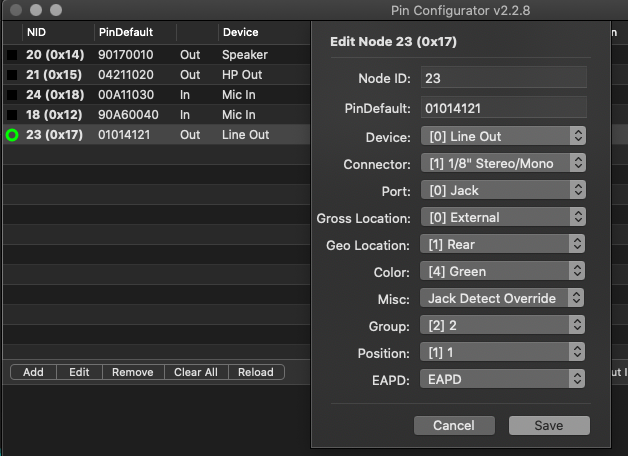 Pin Configurator v2.2.8
NID PinDefault Device
20 (0x14) 90170010 Out Speaker
21 (0x15) 04211020 Out HP Out
24 (0x18) 00A11030 In Mic In
18 (0x12) 90A60040 In Mic In
23 (0x17) 01014121 Out Line Out
Add Edit Remove Clear All Reload
Edit Node 23 (0x17)
Node ID: 23
PinDefault: 01014121
Device: [0] Line Out
Connector: [1] 1/8" Stereo/Mono
Port: [0] Jack
Gross Location: [0] External
Geo Location: [1] Rear
Color: [4] Green
Misc: Jack Detect Override
Group: [2] 2
Position: [1] 1
EAPD: EAPD
Cancel Save